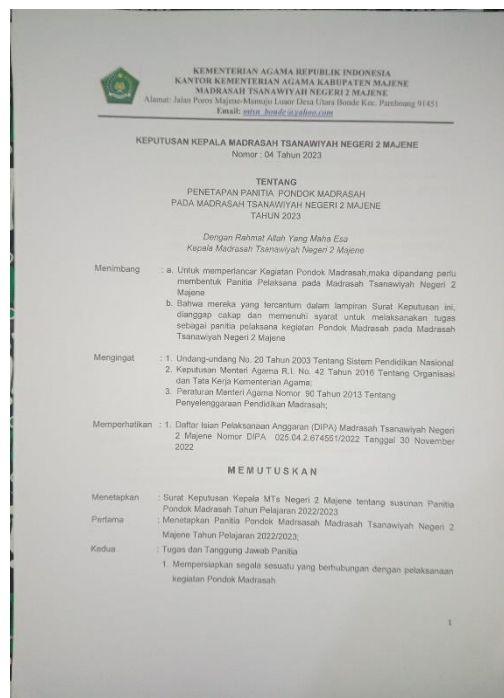 KEMENTERIAN AGAMA REPUBLIK INDONESIA
KANTOR KEMENTERIAN AGAMA KABUPATEN MAJENE
MADRASAH TSANAWIYAH NEGERI 2 MAJENE
Alamat: Jalan Poros Majene-Mamuju Desa Utara Bonde Kec. Pamboang 91451
Email: mtsn_bonde@yahoo.com
KEPUTUSAN KEPALA MADRASAH TSANAWIYAH NEGERI 2 MAJENE
Nomor : 04 Tahun 2023
TENTANG
PENETAPAN PANITIA PONDOK MADRASAH
PADA MADRASAH TSANAWIYAH NEGERI 2 MAJENE
TAHUN 2023
Dengan Rahmat Allah Yang Maha Esa
Kepala Madrasah Tsanawiyah Negeri 2 Majene
Menimbang : a. Untuk memperlancar Kegiatan Pondok Madrasah,maka dipandang perlu
membentuk Panitia Pelaksana pada Madrasah Tsanawiyah Negeri 2
Majene
b. Bahwa mereka yang tercantum dalam lampiran Surat Keputusan ini,
dianggap cakap dan memenuhi syarat untuk melaksanakan tugas
sebagai panitia pelaksana kegiatan Pondok Madrasah pada Madrasah
Tsanawiyah Negeri 2 Majene
Mengingat : 1. Undang-undang No. 20 Tahun 2003 Tentang Sistem Pendidikan Nasional
2. Keputusan Menteri Agama R.I. No. 42 Tahun 2016 Tentang Organisasi
dan Tata Kerja Kementerian Agama;
3. Peraturan Manteri Agama Nomor 90 Tahun 2013 Tentang
Penyelenggaraan Pendidikan Madrasah;
Memperhatikan : 1. Daftar Isian Pelaksanaan Anggaran (DIPA) Madrasah Tsanawiyah Negeri
2 Majene Nomor DIPA 025.04.2.674551/2022 Tanggal 30 November
2022
MEMUTUSKAN
Menetapkan : Surat Keputusan Kepala MTs Negeri 2 Majene tentang susunan Panitia
Pondok Madrasah Tahun Pelajaran 2022/2023
Pertama : Menetapkan Panitia Pondok Madrsasah Madrasah Tsanawiyah Negeri 2
Majene Tahun Pelajaran 2022/2023;
Kedua : Tugas dan Tanggung Jawab Panitia
1. Mempersiapkan segala sesuatu yang berhubungan dengan pelaksanaan
kegiatan Pondok Madrasah
1